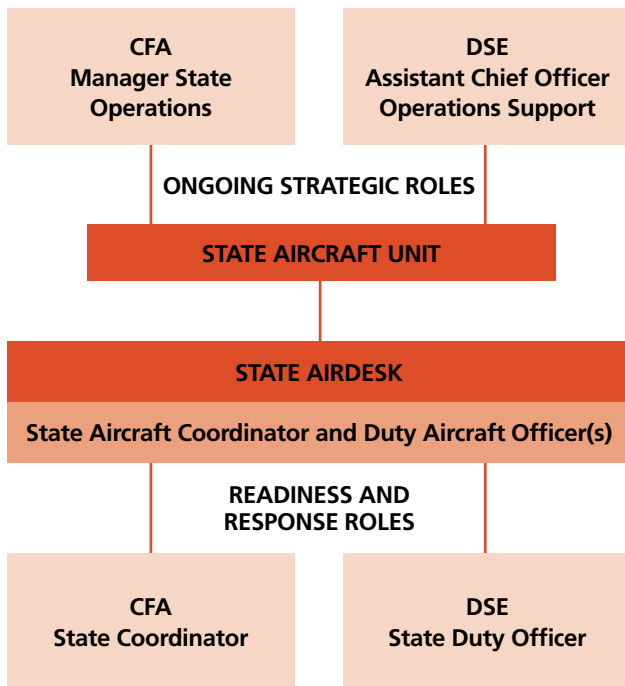 CFA
Manager State
Operations
DSE
Assistant Chief Officer
Operations Support
ONGOING STRATEGIC ROLES
STATE AIRCRAFT UNIT
STATE AIRDESK
State Aircraft Coordinator and Duty Aircraft Officer(s)
READINESS AND
RESPONSE ROLES
CFA
State Coordinator
DSE
State Duty Officer